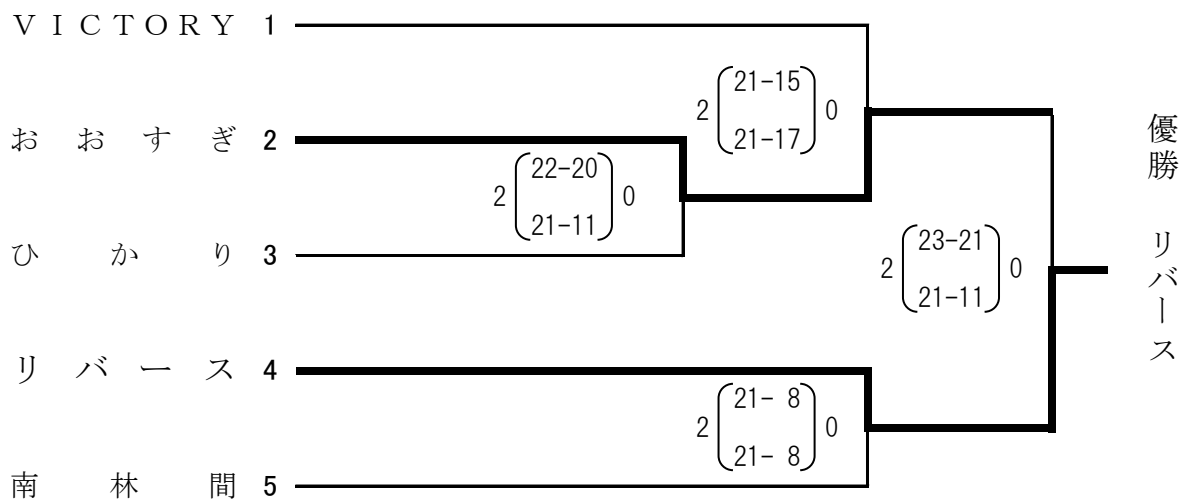 VICTORY 1
2 21-15 0
21-17
おおすぎ 2
2 22-20 0
21-11
ひかり 3
2 23-21 0
21-11
リバース 4
2 21- 8 0
21- 8
南林間 5
優勝 リバース